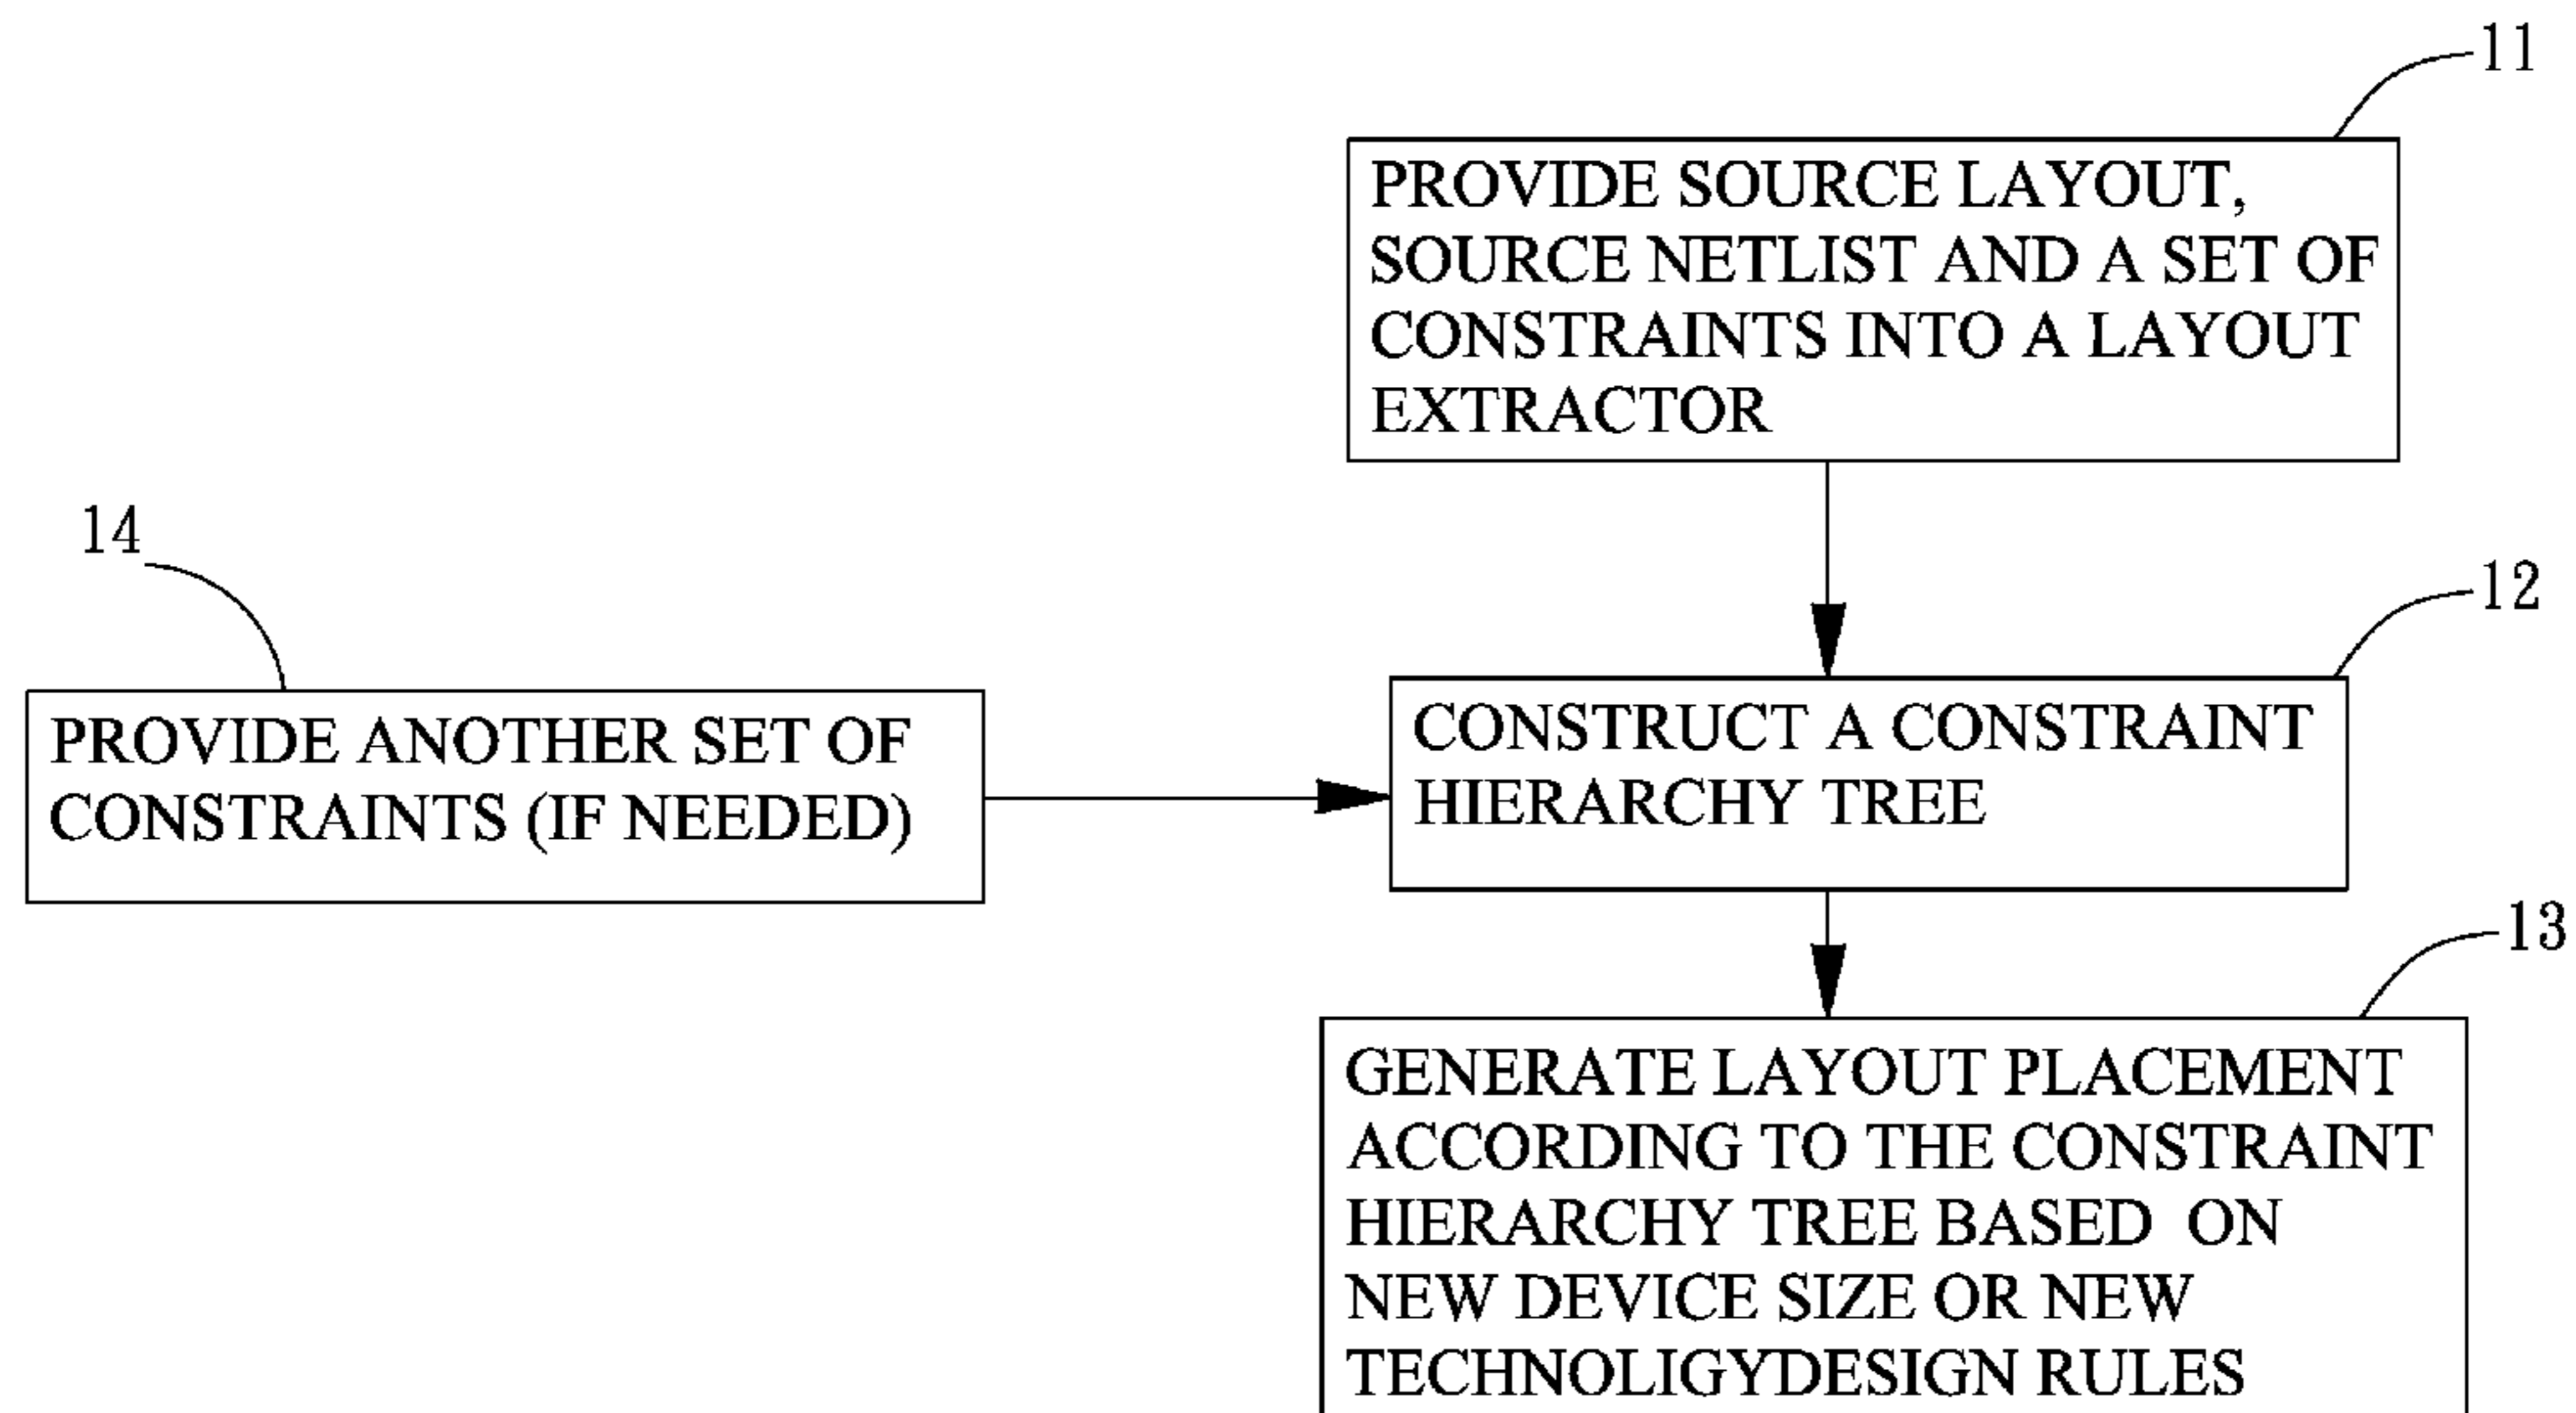 11
PROVIDE SOURCE LAYOUT,
SOURCE NETLIST AND A SET OF
CONSTRAINTS INTO A LAYOUT
EXTRACTOR
14
PROVIDE ANOTHER SET OF
CONSTRAINTS (IF NEEDED)
12
CONSTRUCT A CONSTRAINT
HIERARCHY TREE
13
GENERATE LAYOUT PLACEMENT
ACCORDING TO THE CONSTRAINT
HIERARCHY TREE BASED ON
NEW DEVICE SIZE OR NEW
TECHNOLIGYDESIGN RULES